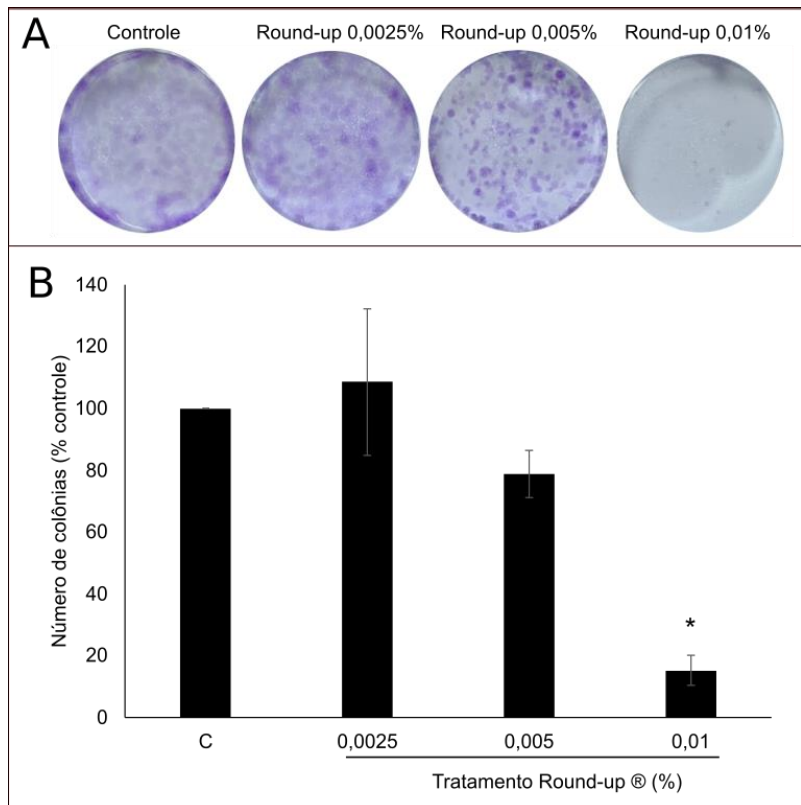 A
Controle
Round-up 0,0025%
Round-up 0,005%
Round-up 0,01%
B
Número de colônias (% controle)
140
120
100
80
60
40
20
0
*
C
0,0025
0,005
0,01
Tratamento Round-up ® (%)